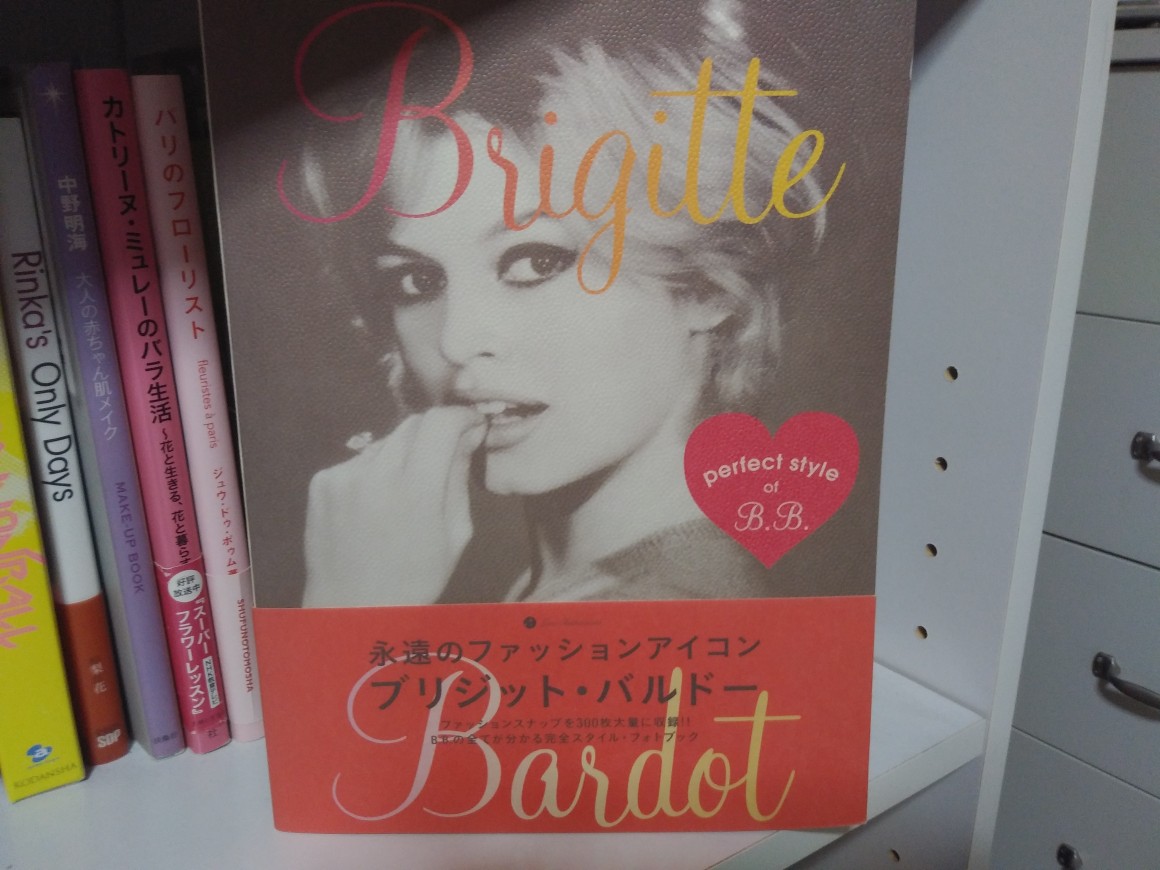 Brigitte
perfect style
of
B.B.
永遠のファッションアイコン
ブリジット・バルドー
ファッションスナップを300枚大量に収録!!
B.B.の全てが分かる完全スタイル・フォトブック
Bardot
KODANSHA
Rinka's Only Days
梨花
SDP
中野明海 大人の赤ちゃん肌メイク MAKE-UP BOOK
カトリーヌ・ミュレーのバラ生活 ~花と生きる、花と暮らす
好評
放送中
『スーパー
フラワーレッスン』
パリのフローリスト fleuristes à paris ジュウ・ドゥ・ポゥム著 SHUFUNOTOMOSHA